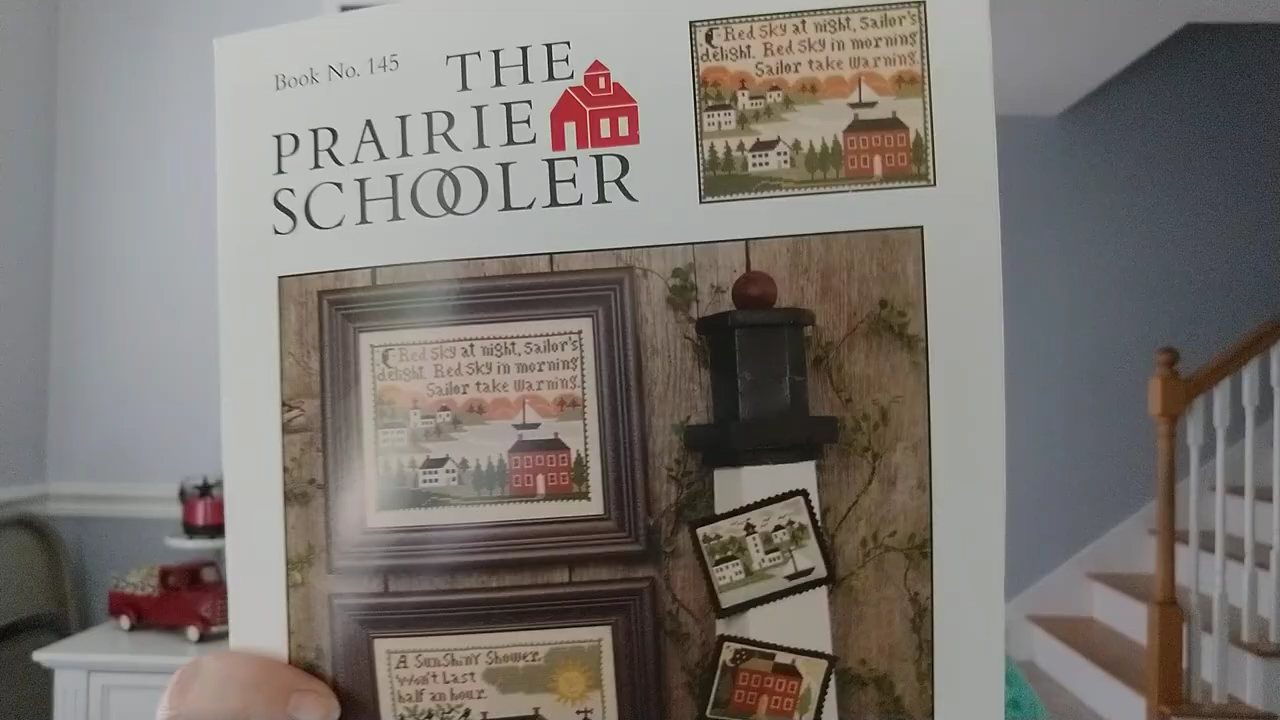 Book No. 145
THE
PRAIRIE
SCHOOLER
Red Sky at night, Sailor's
delight. Red Sky in morning
Sailor take warning.
Red Sky at night, Sailor's
delight. Red Sky in morning
Sailor take warning.
A Sunshiny Shower,
Won't Last
half an hour.